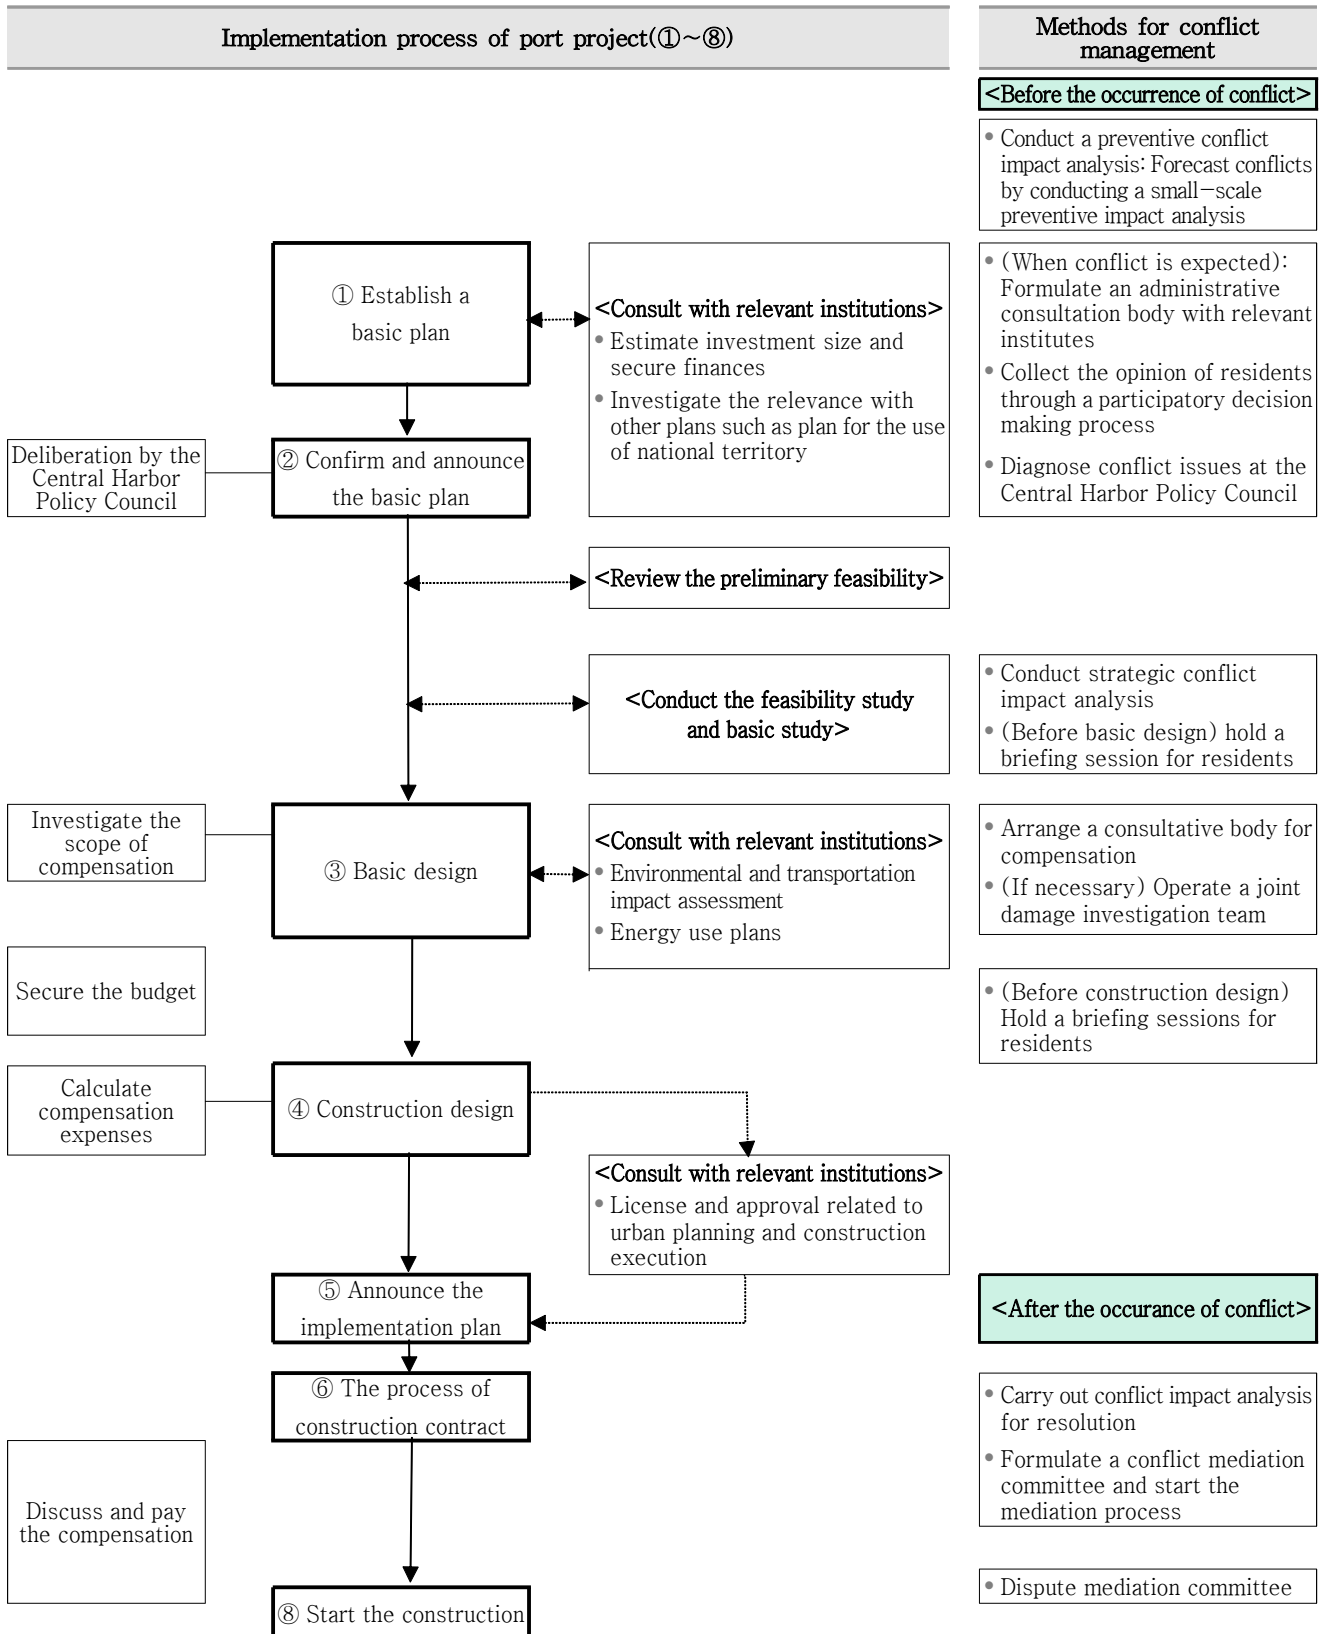 Implementation process of port project(①～⑧)
Methods for conflict
management
<Before the occurrence of conflict>
• Conduct a preventive conflict
impact analysis: Forecast conflicts
by conducting a small-scale
preventive impact analysis
① Establish a
basic plan
<Consult with relevant institutions>
• Estimate investment size and
secure finances
• Investigate the relevance with
other plans such as plan for the use
of national territory
• (When conflict is expected):
Formulate an administrative
consultation body with relevant
institutes
• Collect the opinion of residents
through a participatory decision
making process
• Diagnose conflict issues at the
Central Harbor Policy Council
Deliberation by the
Central Harbor
Policy Council
② Confirm and announce
the basic plan
<Review the preliminary feasibility>
<Conduct the feasibility study
and basic study>
• Conduct strategic conflict
impact analysis
• (Before basic design) hold a
briefing session for residents
Investigate the
scope of
compensation
③ Basic design
<Consult with relevant institutions>
• Environmental and transportation
impact assessment
• Energy use plans
• Arrange a consultative body for
compensation
• (If necessary) Operate a joint
damage investigation team
Secure the budget
• (Before construction design)
Hold a briefing sessions for
residents
Calculate
compensation
expenses
④ Construction design
<Consult with relevant institutions>
• License and approval related to
urban planning and construction
execution
⑤ Announce the
implementation plan
<After the occurance of conflict>
⑥ The process of
construction contract
• Carry out conflict impact analysis
for resolution
• Formulate a conflict mediation
committee and start the
mediation process
Discuss and pay
the compensation
• Dispute mediation committee
⑧ Start the construction